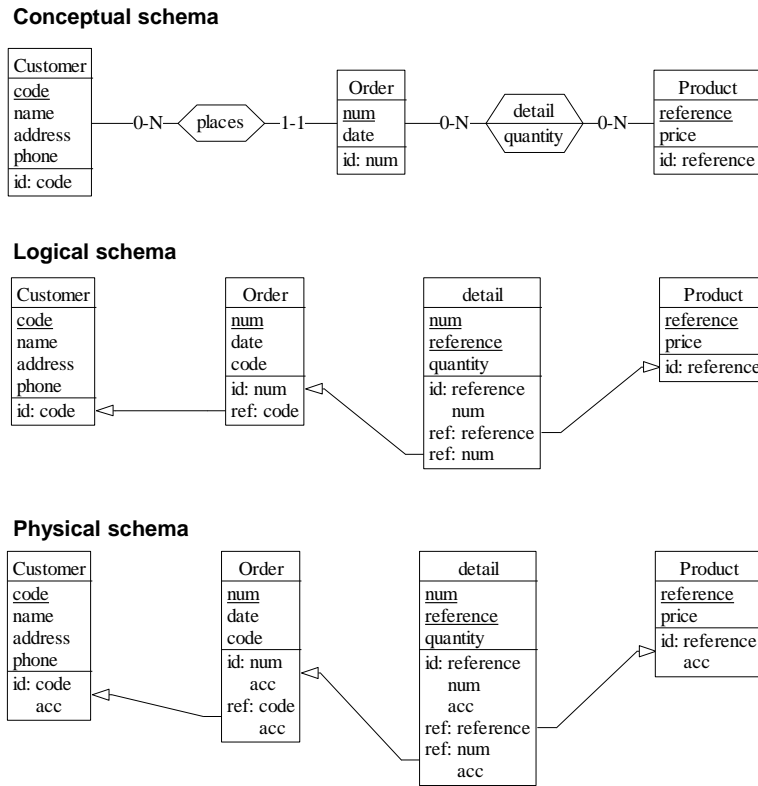 Conceptual schema
Customer
code
name
address
phone
id: code
0-N
places
1-1
Order
num
date
id: num
0-N
detail
quantity
0-N
Product
reference
price
id: reference
Logical schema
Customer
code
name
address
phone
id: code
Order
num
date
code
id: num
ref: code
detail
num
reference
quantity
id: reference
num
ref: reference
ref: num
Product
reference
price
id: reference
Physical schema
Customer
code
name
address
phone
id: code
acc
Order
num
date
code
id: num
acc
ref: code
acc
detail
num
reference
quantity
id: reference
num
acc
ref: reference
ref: num
acc
Product
reference
price
id: reference
acc